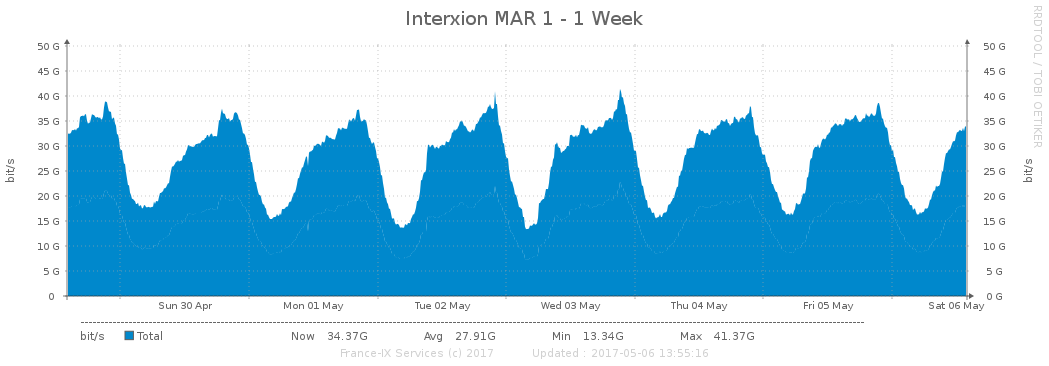 Interxion MAR 1 - 1 Week
RRDTOOL / TOBI OETIKER
bit/s
bit/s
50 G 50 G
45 G 45 G
40 G 40 G
35 G 35 G
30 G 30 G
25 G 25 G
20 G 20 G
15 G 15 G
10 G 10 G
5 G 5 G
0 0 G
Sun 30 Apr Mon 01 May Tue 02 May Wed 03 May Thu 04 May Fri 05 May Sat 06 May
bit/s Total Now 34.37G Avg 27.91G Min 13.34G Max 41.37G
France-IX Services (c) 2017 Updated : 2017-05-06 13:55:16